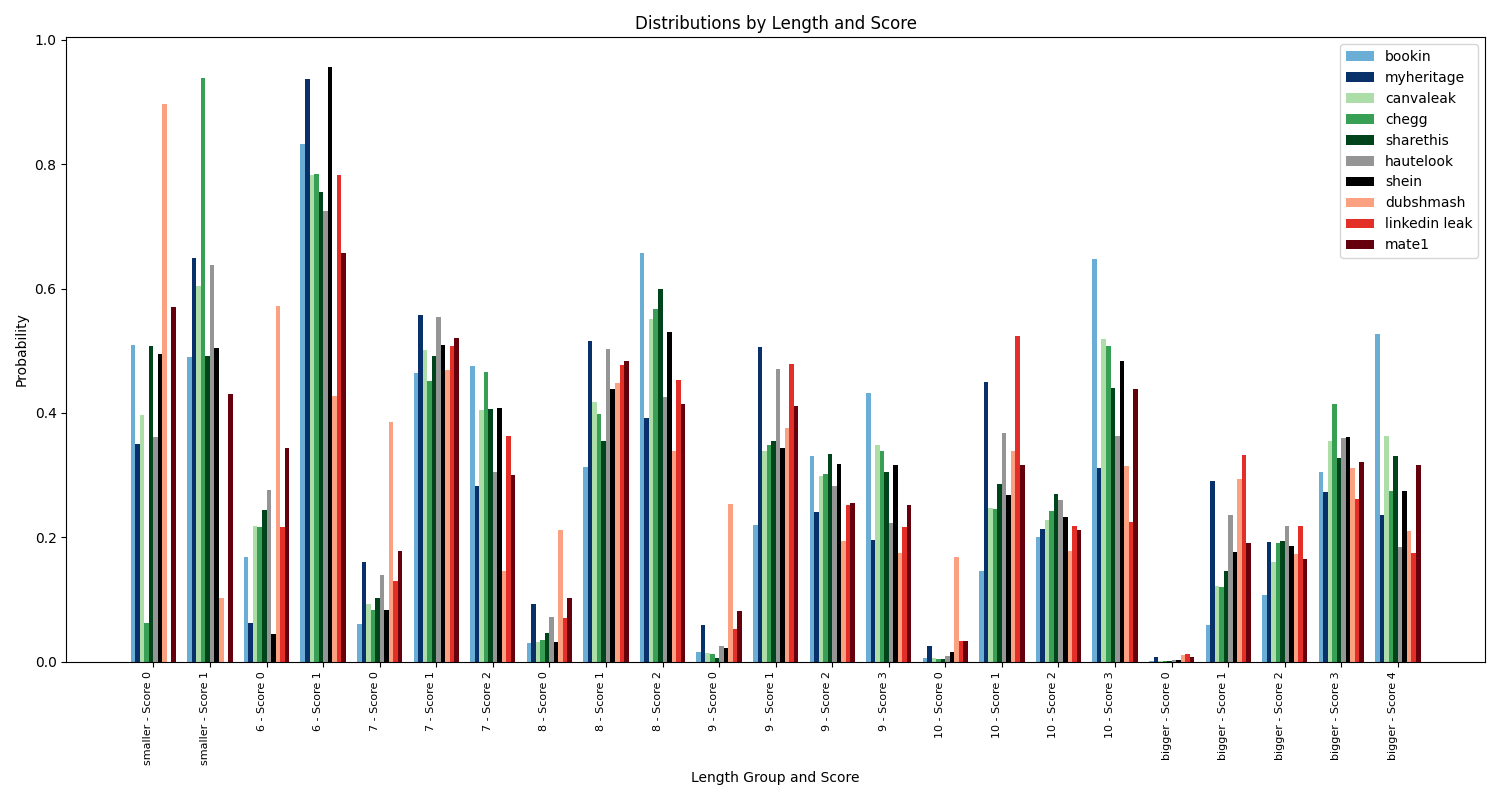 Distributions by Length and Score
1.0
0.8
0.6
0.4
0.2
0.0
Probability
bookin
myheritage
canvaleak
chegg
sharethis
hautelook
shein
dubshmash
linkedin leak
mate1
smaller - Score 0
smaller - Score 1
6 - Score 0
6 - Score 1
7 - Score 0
7 - Score 1
7 - Score 2
8 - Score 0
8 - Score 1
8 - Score 2
9 - Score 0
9 - Score 1
9 - Score 2
9 - Score 3
10 - Score 0
10 - Score 1
10 - Score 2
10 - Score 3
bigger - Score 0
bigger - Score 1
bigger - Score 2
bigger - Score 3
bigger - Score 4
Length Group and Score